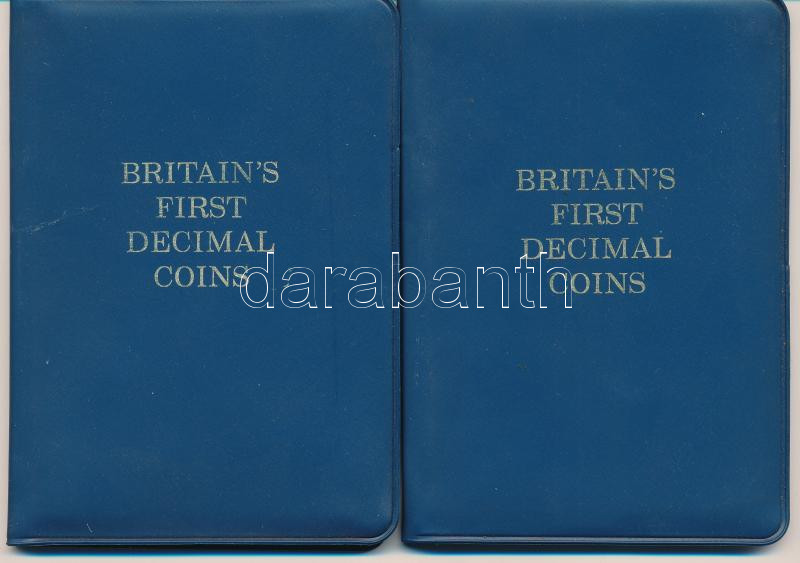 BRITAIN'S
FIRST
DECIMAL
COINS
BRITAIN'S
FIRST
DECIMAL
COINS
darabanth